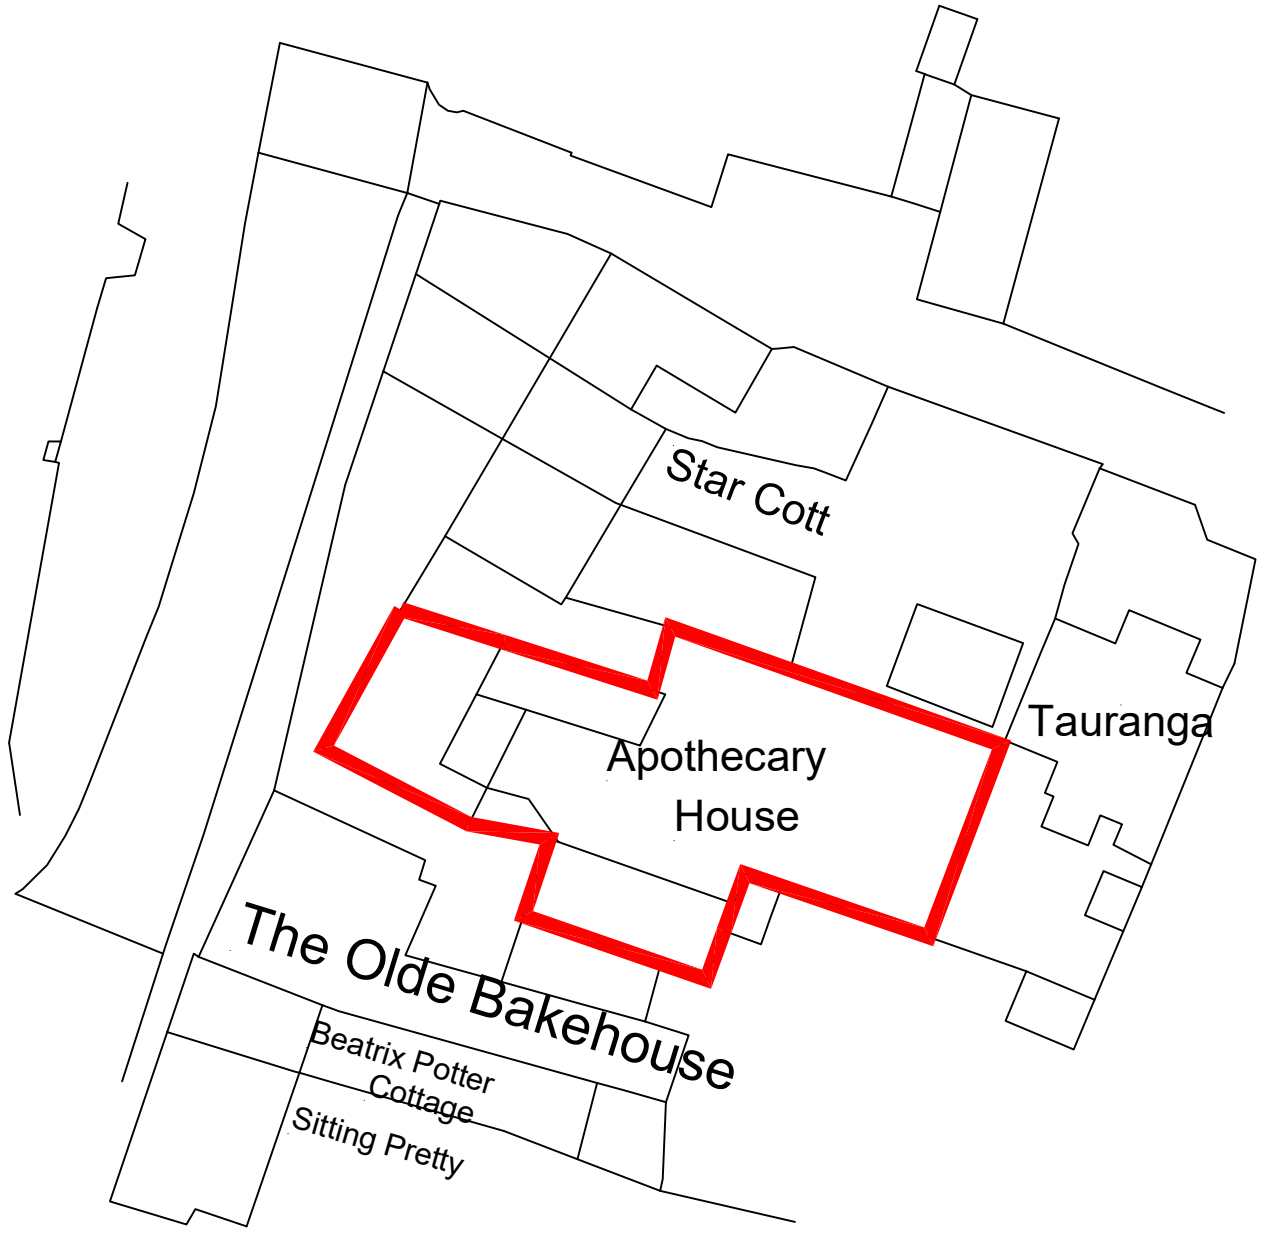 Star Cott
Tauranga
Apothecary
House
The Olde Bakehouse
Beatrix Potter
Cottage
Sitting Pretty